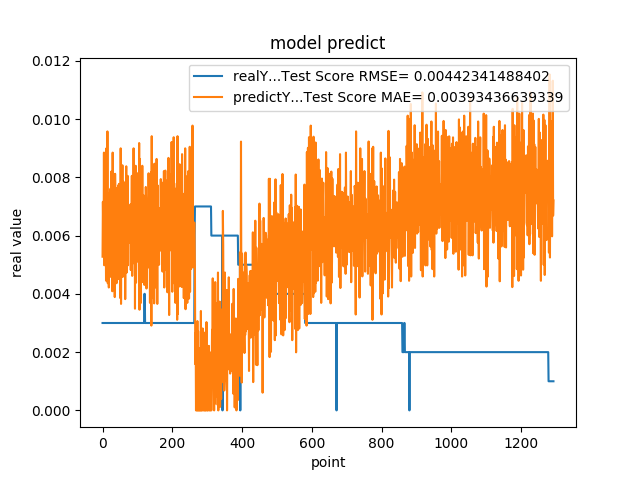 model predict
realY...Test Score RMSE= 0.00442341488402
predictY...Test Score MAE= 0.00393436639339
0.012
0.010
0.008
0.006
0.004
0.002
0.000
real value
0 200 400 600 800 1000 1200
point